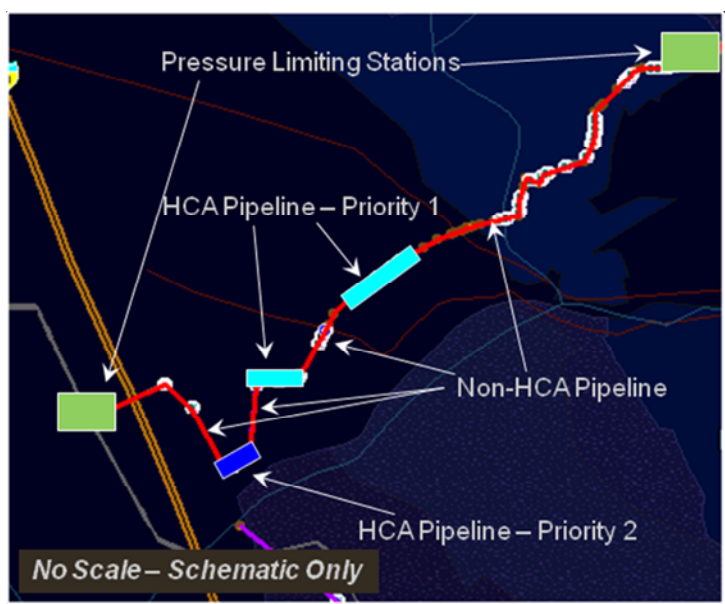 Pressure Limiting Stations
HCA Pipeline – Priority 1
Non-HCA Pipeline
HCA Pipeline – Priority 2
No Scale – Schematic Only